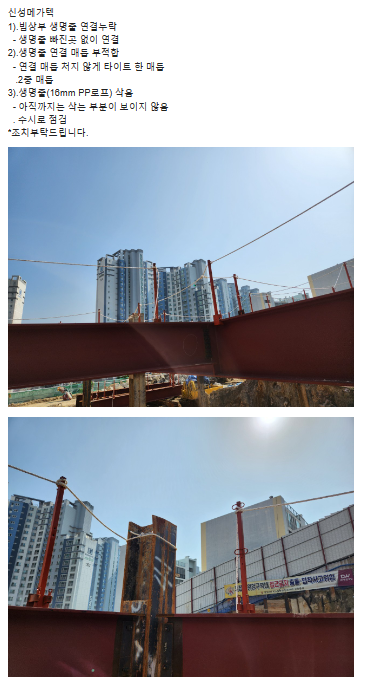 신성메가텍
1).빔상부 생명줄 연결누락
- 생명줄 빠진곳 없이 연결
2).생명줄 연결 매듭 부적합
- 연결 매듭 처지 않게 타이트 한 매듭
.2중 매듭
3).생명줄(16mm PP로프) 삭음
- 아직까지는 삭는 부분이 보이지 않음
. 수시로 점검
*조치부탁드립니다.